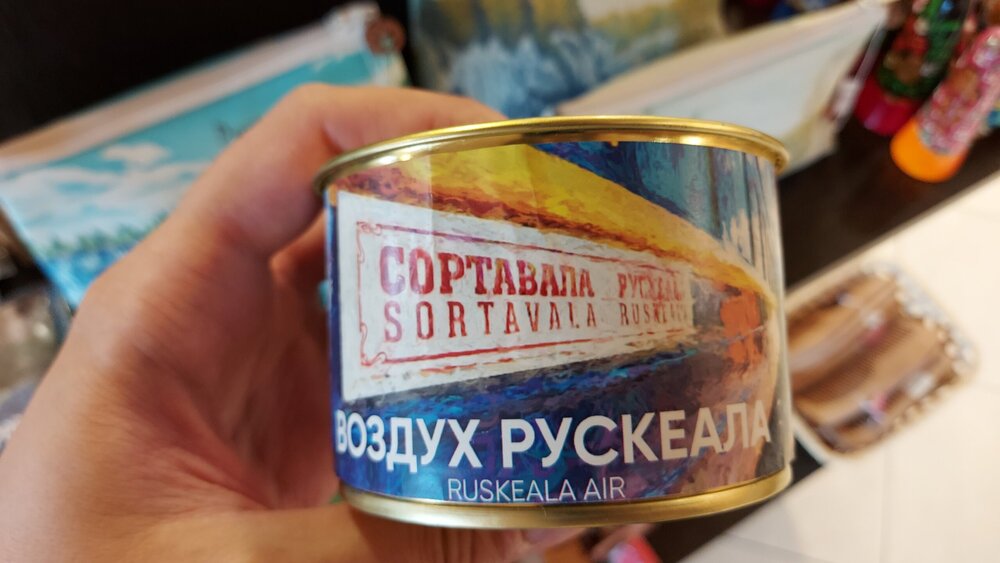 СОРТАВАЛА РУСКЕАЛА
SORTAVALA RUSKEALA
ВОЗДУХ РУСКЕАЛА
RUSKEALA AIR